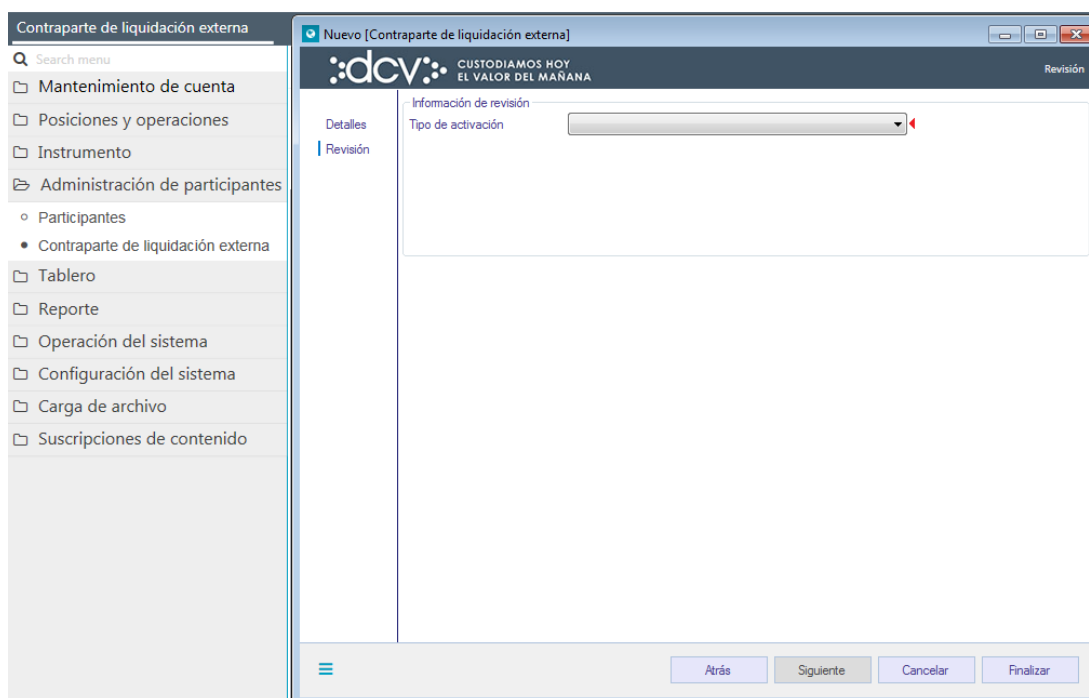 Contraparte de liquidación externa
Search menu
Mantenimiento de cuenta
Posiciones y operaciones
Instrumento
Administración de participantes
Participantes
Contraparte de liquidación externa
Tablero
Reporte
Operación del sistema
Configuración del sistema
Carga de archivo
Suscripciones de contenido
Nuevo [Contraparte de liquidación externa]
dcv CUSTODIAMOS HOY
EL VALOR DEL MAÑANA
Revisión
Detalles
Revisión
Información de revisión
Tipo de activación
Atrás Siguiente Cancelar Finalizar